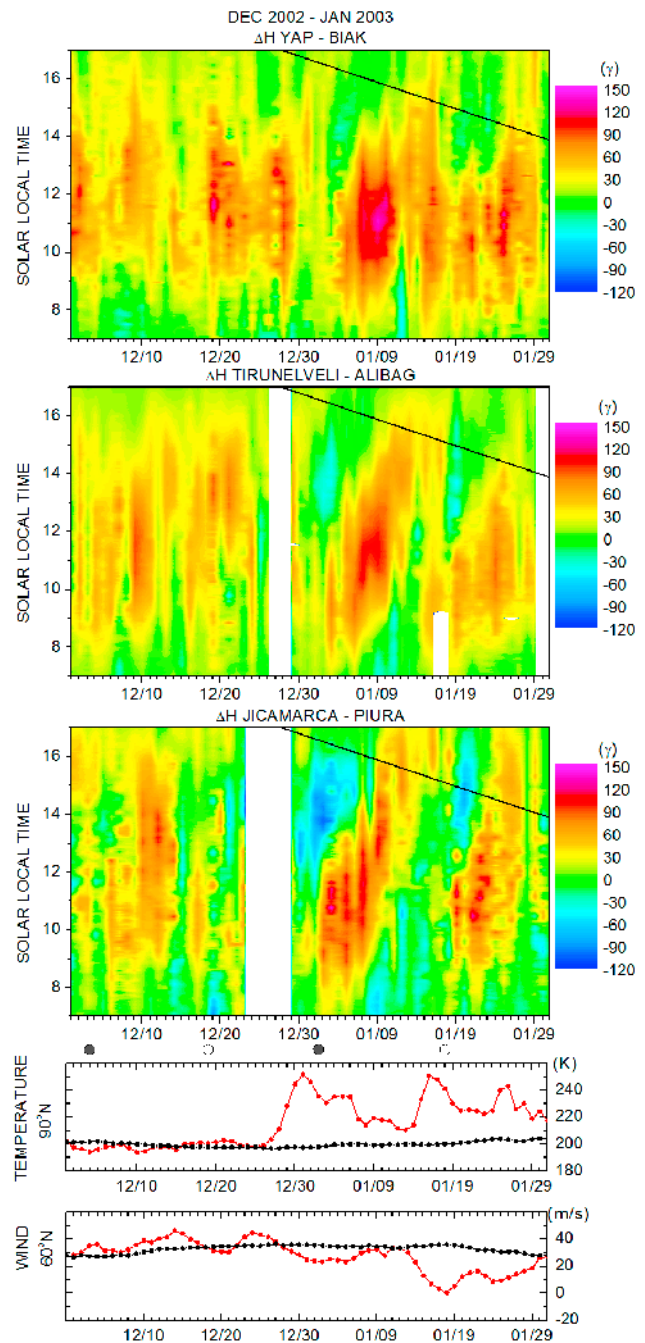 DEC 2002 - JAN 2003
ΔH YAP - BIAK
(γ)
16
14
12
10
8
SOLAR LOCAL TIME
150
120
90
60
30
0
-30
-60
-90
-120
12/10 12/20 12/30 01/09 01/19 01/29
ΔH TIRUNELVELI - ALIBAG
(γ)
16
14
12
10
8
SOLAR LOCAL TIME
150
120
90
60
30
0
-30
-60
-90
-120
12/10 12/20 12/30 01/09 01/19 01/29
ΔH JICAMARCA - PIURA
(γ)
16
14
12
10
8
SOLAR LOCAL TIME
150
120
90
60
30
0
-30
-60
-90
-120
12/10 12/20 12/30 01/09 01/19 01/29
TEMPERATURE
90°N
(K)
240
220
200
180
12/10 12/20 12/30 01/09 01/19 01/29
WIND
60°N
(m/s)
40
20
0
-20
12/10 12/20 12/30 01/09 01/19 01/29